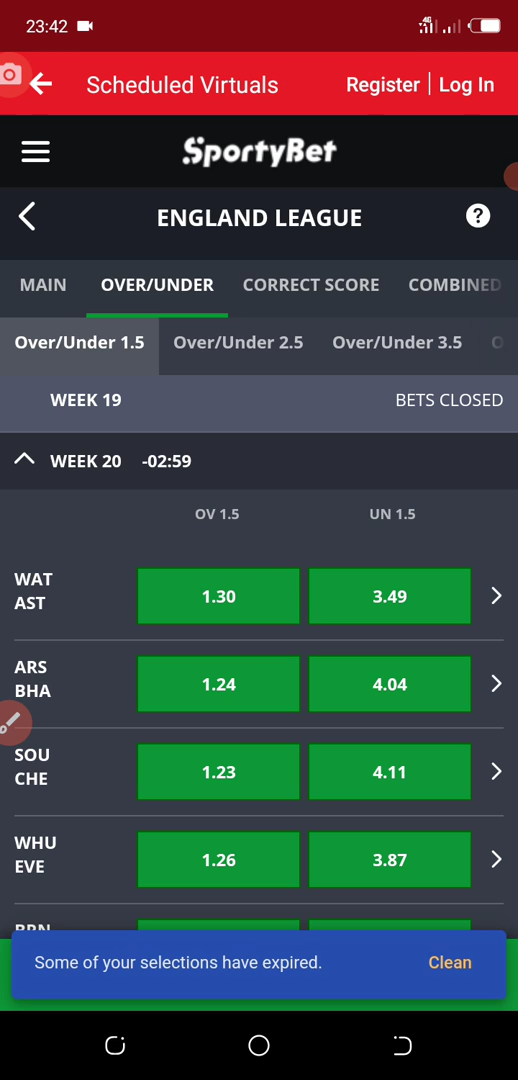 23:42
4G
Scheduled Virtuals Register | Log In
SportyBet
ENGLAND LEAGUE ?
MAIN OVER/UNDER CORRECT SCORE COMBINED
Over/Under 1.5 Over/Under 2.5 Over/Under 3.5 O
WEEK 19 BETS CLOSED
WEEK 20 -02:59
OV 1.5 UN 1.5
WAT
AST
1.30 3.49
ARS
BHA
1.24 4.04
SOU
CHE
1.23 4.11
WHU
EVE
1.26 3.87
Some of your selections have expired. Clean